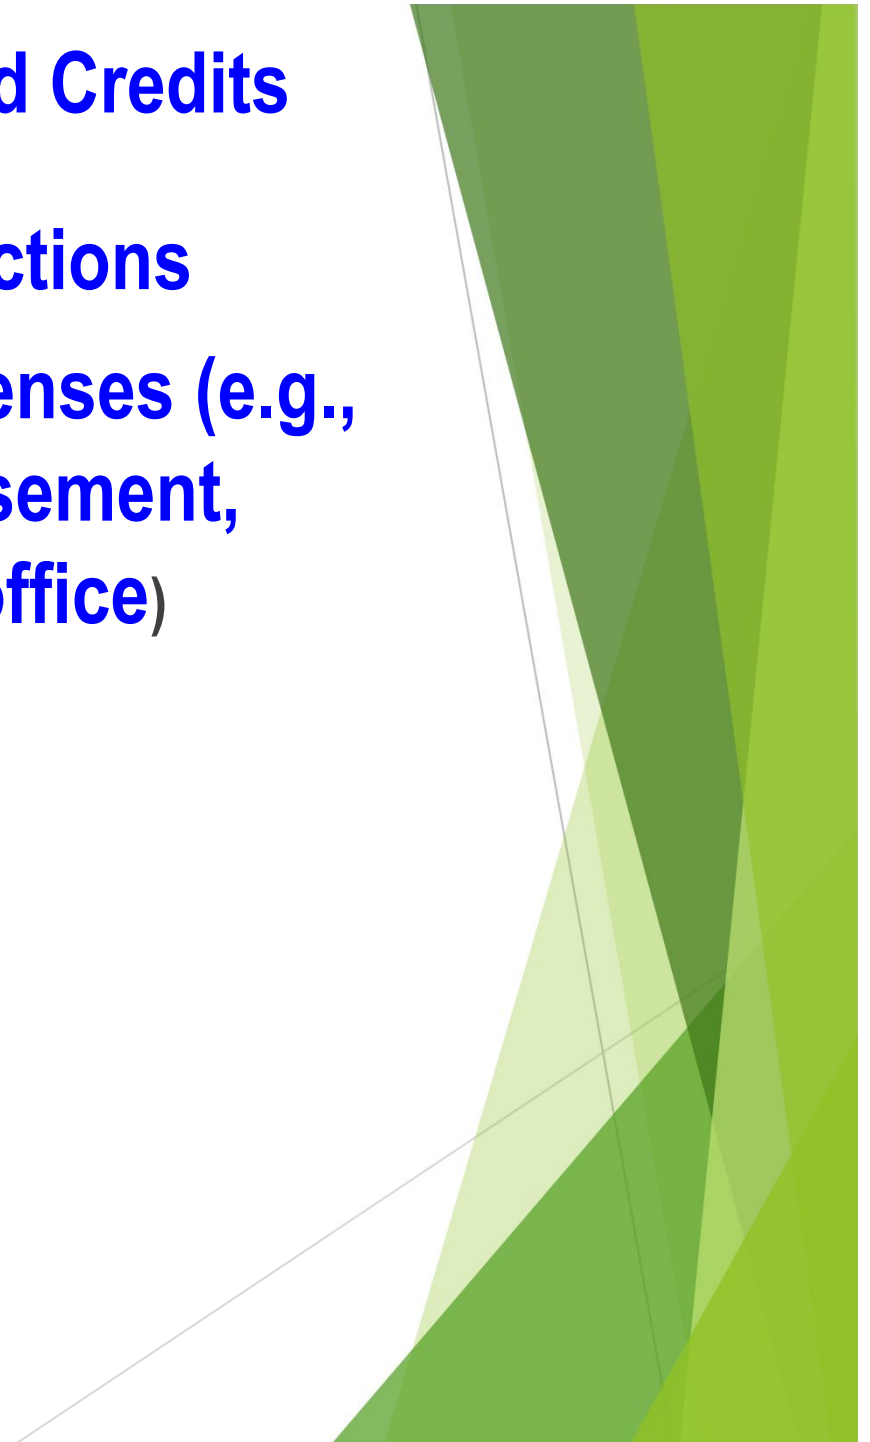 d Credits
ctions
enses (e.g.,
sement,
office)